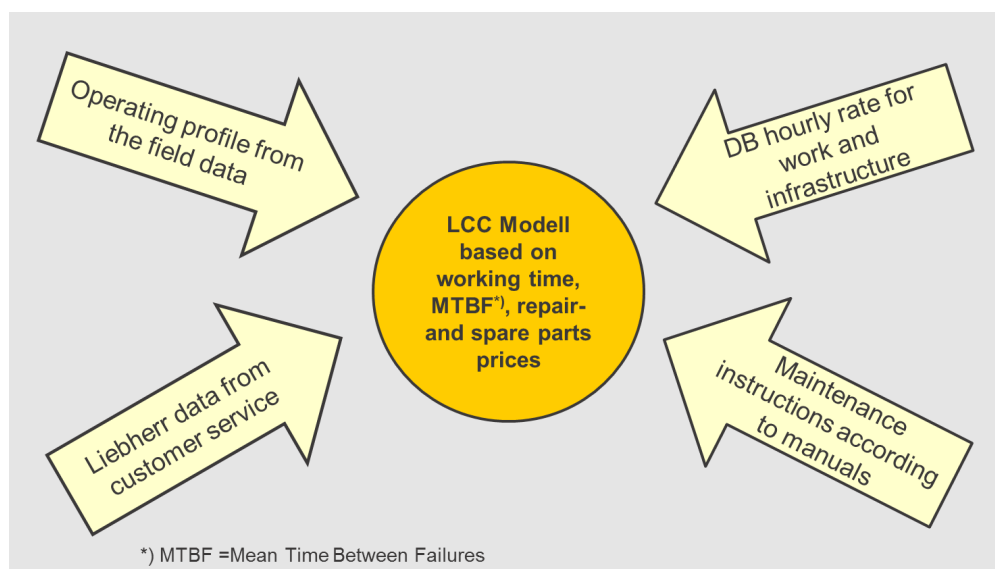 Operating profile from
the field data
DB hourly rate for
work and
infrastructure
LCC Modell
based on
working time,
MTBF*), repair-
and spare parts
prices
Liebherr data from
customer service
Maintenance
instructions according
to manuals
*) MTBF =Mean Time Between Failures